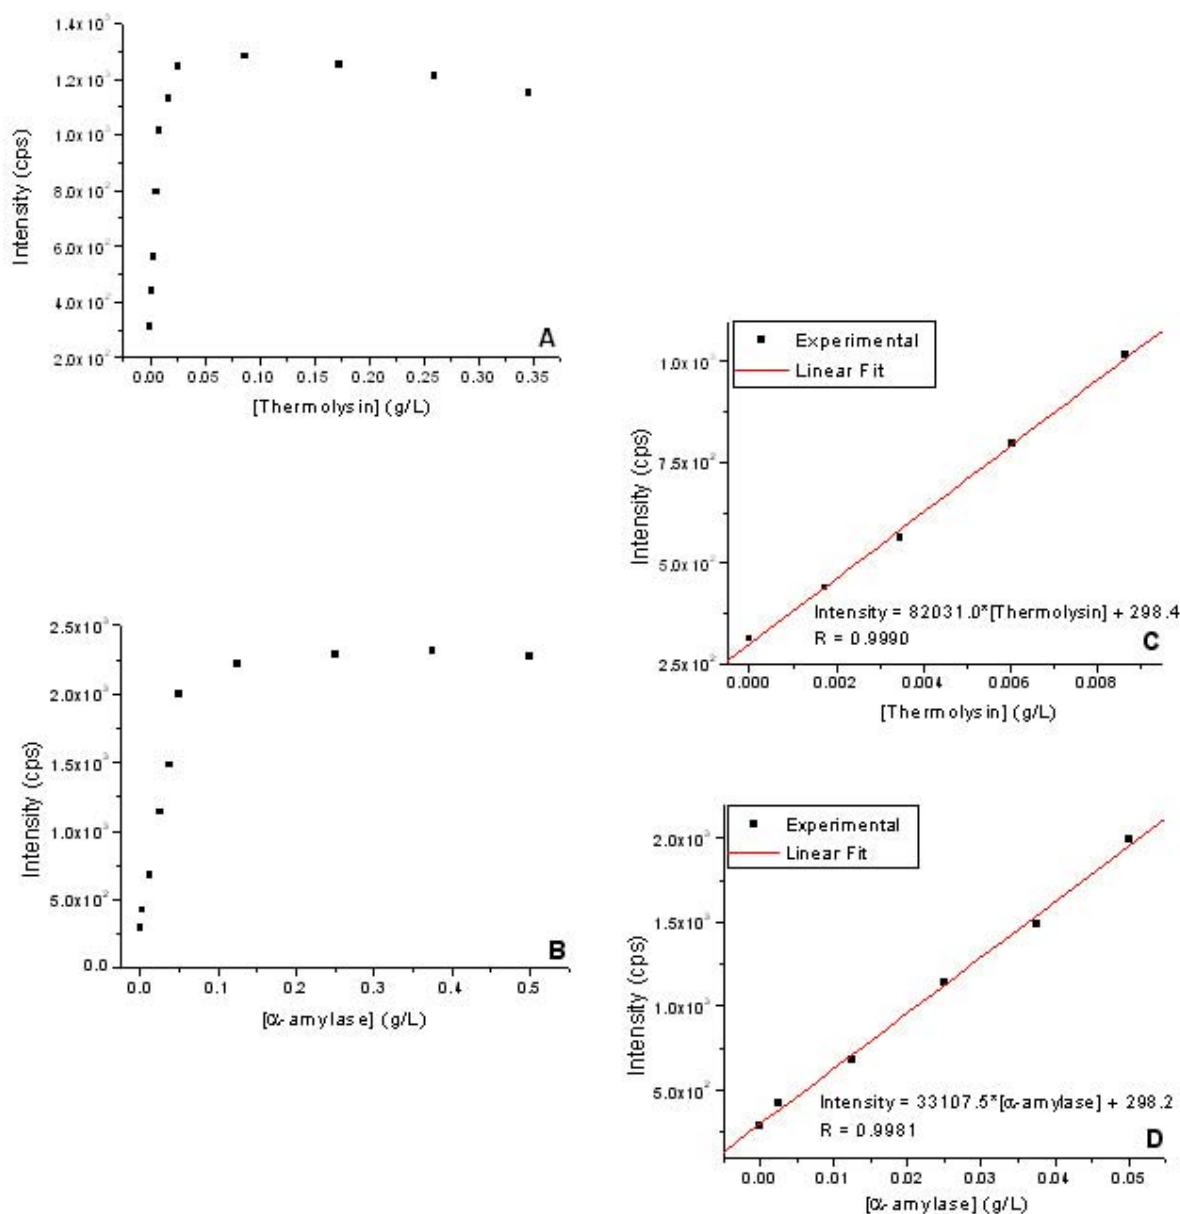 1.4x10³
1.2x10³
1.0x10³
8.0x10²
6.0x10²
4.0x10²
2.0x10²
Intensity (cps)
A
0.00 0.05 0.10 0.15 0.20 0.25 0.30 0.35
[Thermolysin] (g/L)
2.5x10³
2.0x10³
1.5x10³
1.0x10³
5.0x10²
0.0
Intensity (cps)
B
0.0 0.1 0.2 0.3 0.4 0.5
[α-amylase] (g/L)
Experimental
Linear Fit
1.0x10³
7.5x10²
5.0x10²
2.5x10²
Intensity (cps)
Intensity = 82031.0*[Thermolysin] + 298.4
R = 0.9990
C
0.000 0.002 0.004 0.006 0.008
[Thermolysin] (g/L)
Experimental
Linear Fit
2.0x10³
1.5x10³
1.0x10³
5.0x10²
Intensity (cps)
Intensity = 33107.5*[α-amylase] + 298.2
R = 0.9981
D
0.00 0.01 0.02 0.03 0.04 0.05
[α-amylase] (g/L)